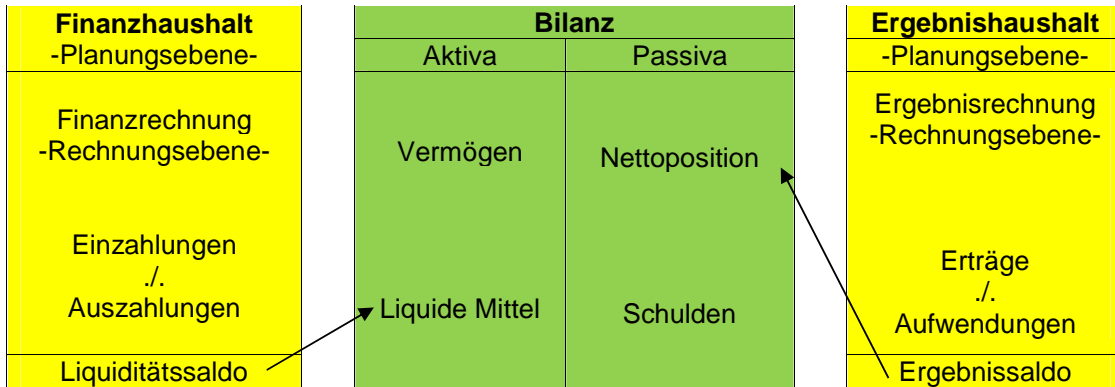 Finanzhaushalt
-Planungsebene-
Finanzrechnung
-Rechnungsebene-
Einzahlungen
./.
Auszahlungen
Liquiditätssaldo
Bilanz
Aktiva
Passiva
Vermögen
Nettoposition
Liquide Mittel
Schulden
Ergebnishaushalt
-Planungsebene-
Ergebnisrechnung
-Rechnungsebene-
Erträge
./.
Aufwendungen
Ergebnissaldo